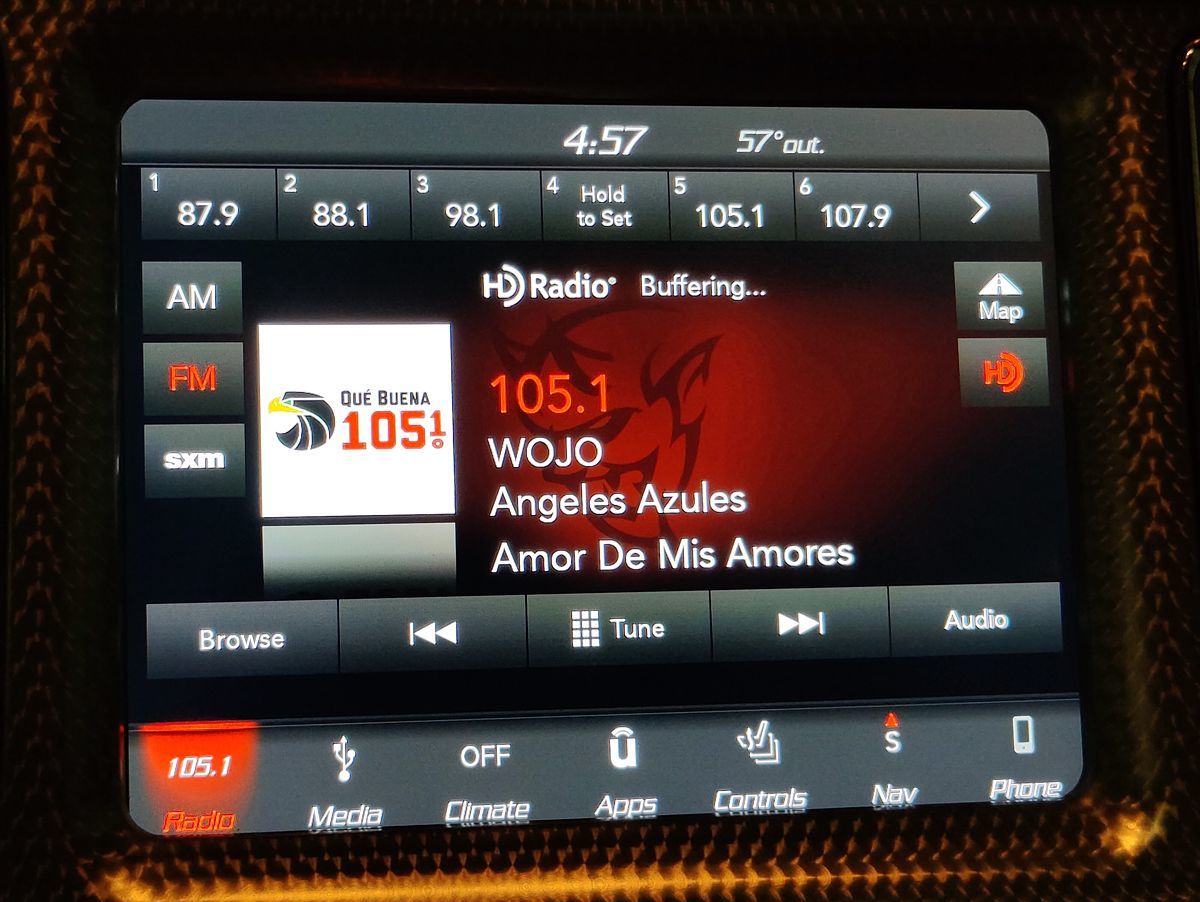 4:57 57°out.
1 87.9 2 88.1 3 98.1 4 Hold to Set 5 105.1 6 107.9
AM
HD Radio Buffering...
Map
FM
QUÉ BUENA
105.1
HD
105.1
sxm
WOJO
Angeles Azules
Amor De Mis Amores
Browse Tune Audio
105.1 OFF u S
Radio Media Climate Apps Controls Nav Phone